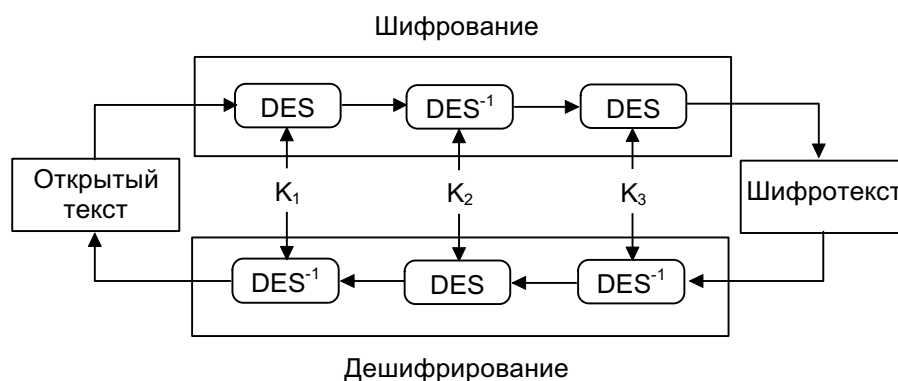 Шифрование
DES DES⁻¹ DES
Открытый
текст
K₁ K₂ K₃
Шифротекст
DES⁻¹ DES DES⁻¹
Дешифрирование